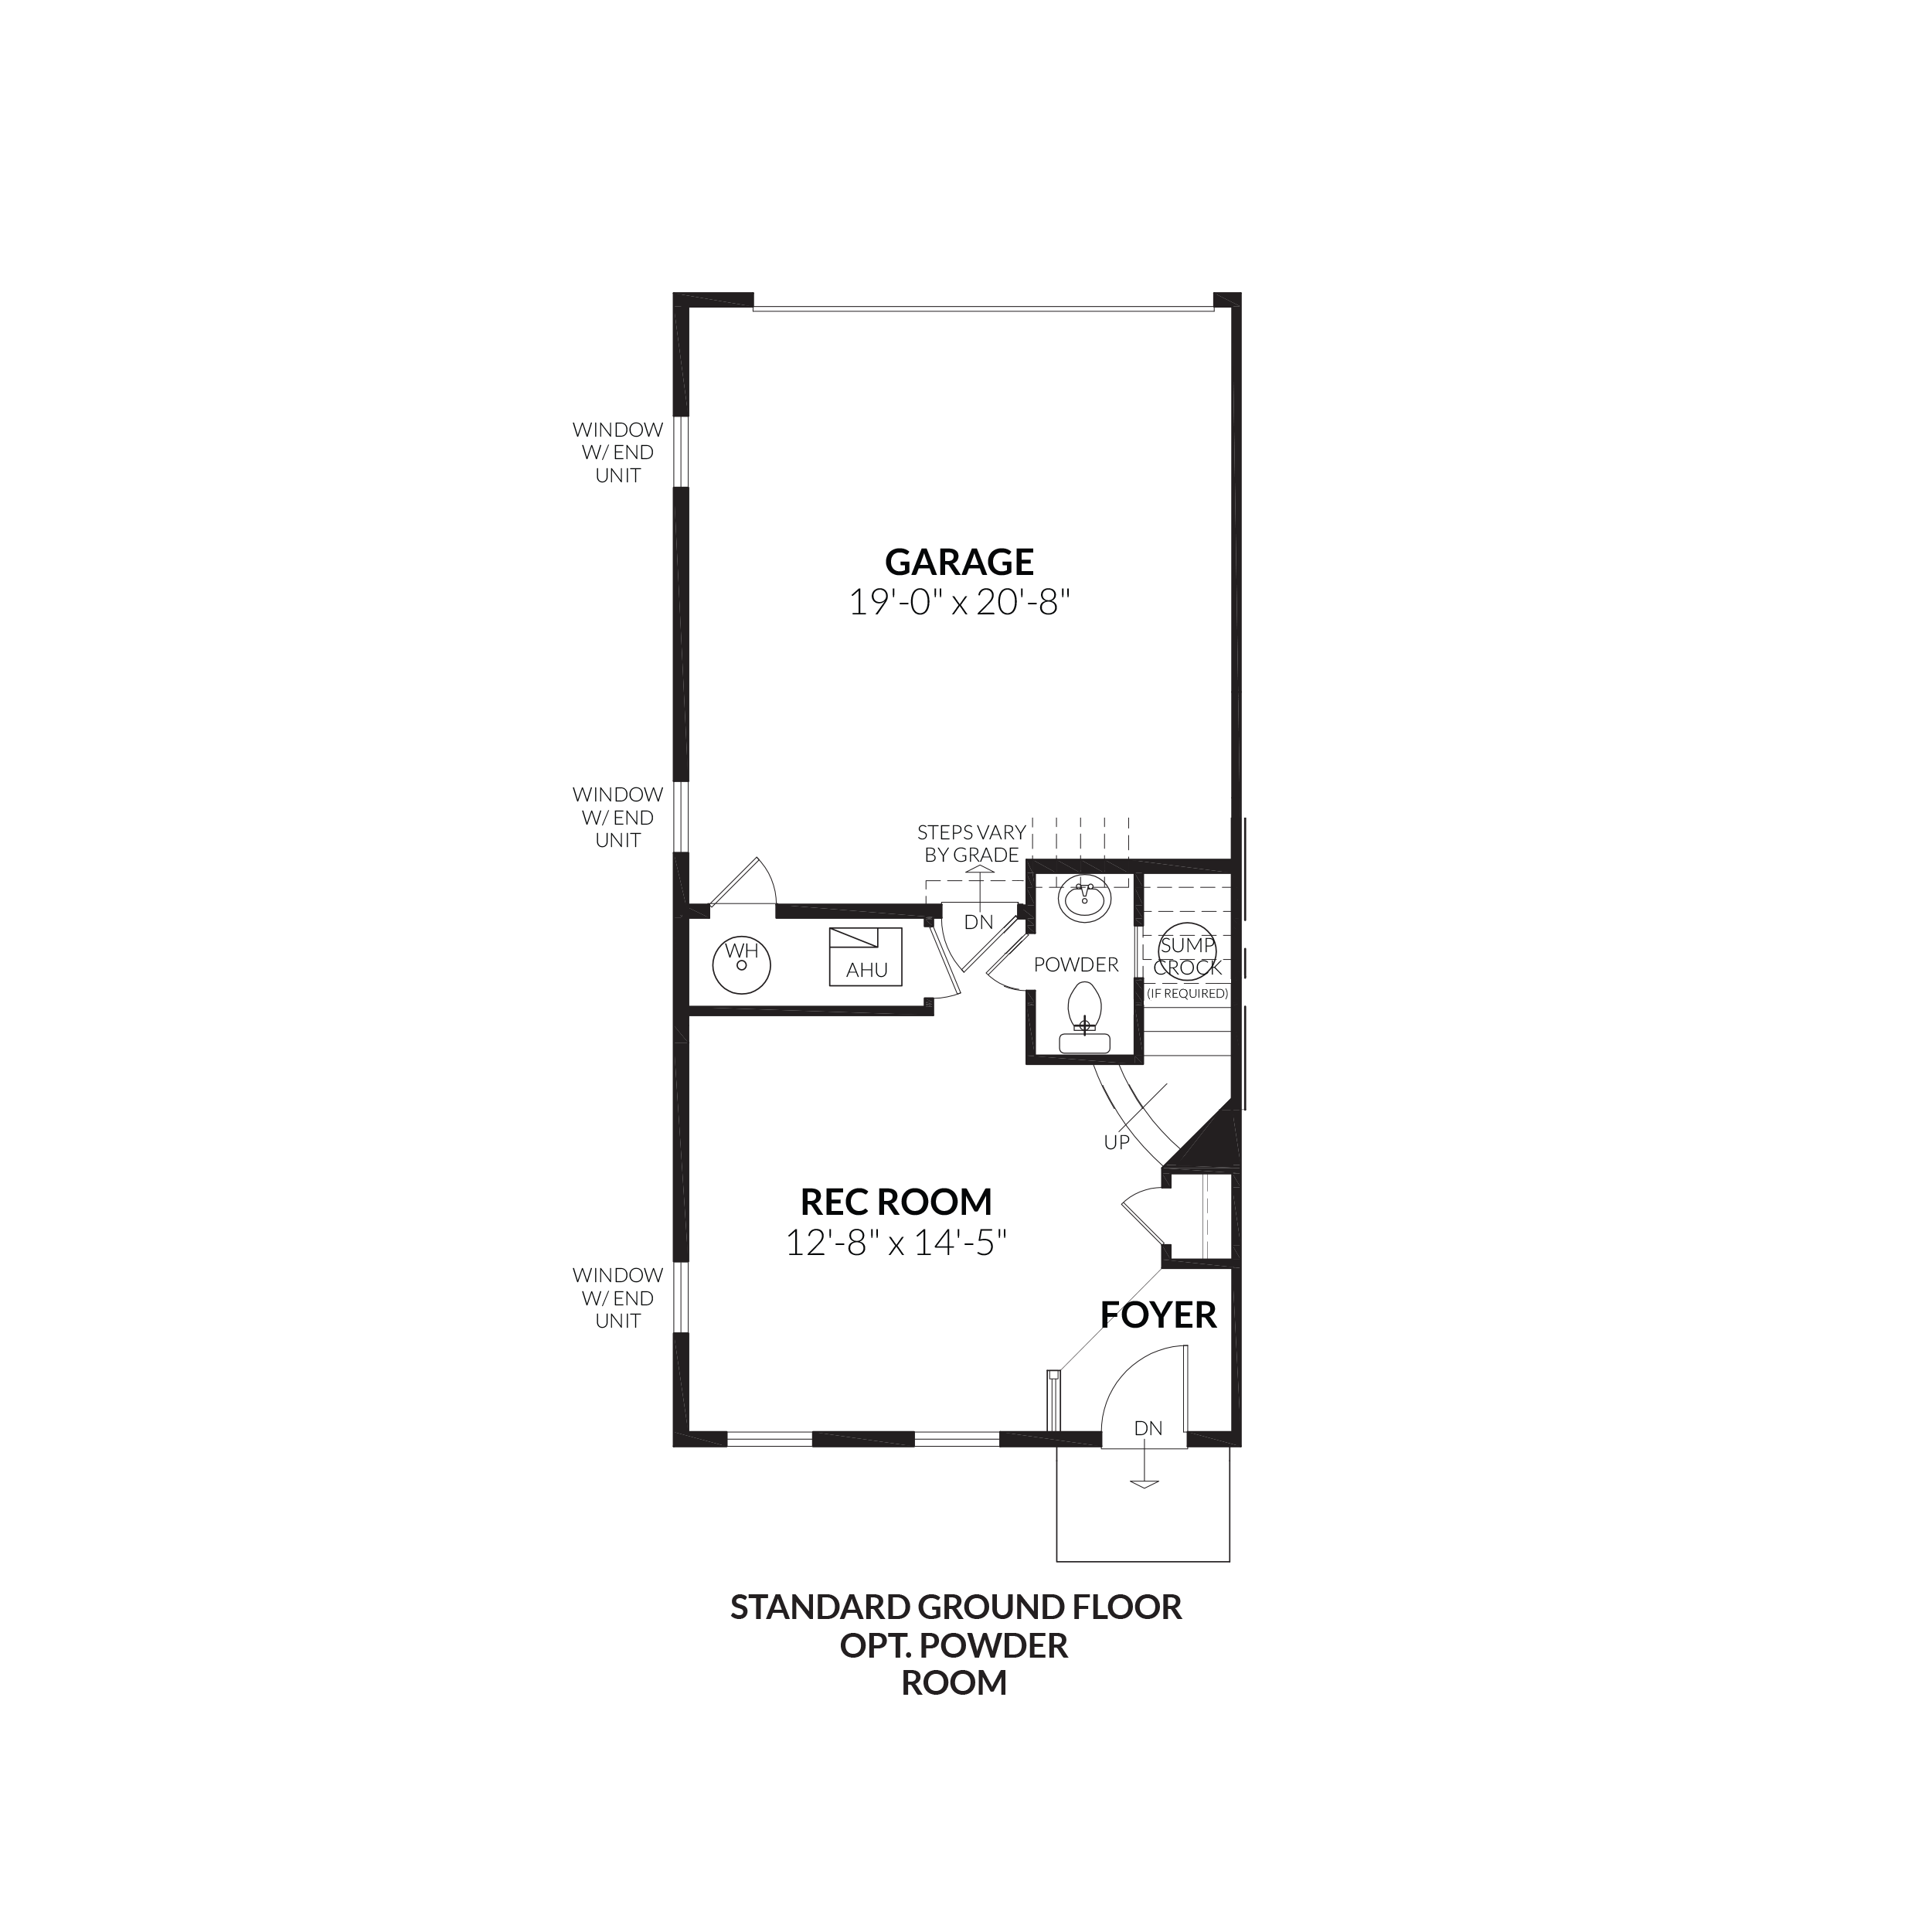 WINDOW
W/ END
UNIT
GARAGE
19'-0" x 20'-8"
WINDOW
W/ END
UNIT
STEPS VARY
BY GRADE
DN
WH
AHU
POWDER
SUMP
CROCK
(IF REQUIRED)
UP
REC ROOM
12'-8" x 14'-5"
WINDOW
W/ END
UNIT
FOYER
DN
STANDARD GROUND FLOOR
OPT. POWDER
ROOM